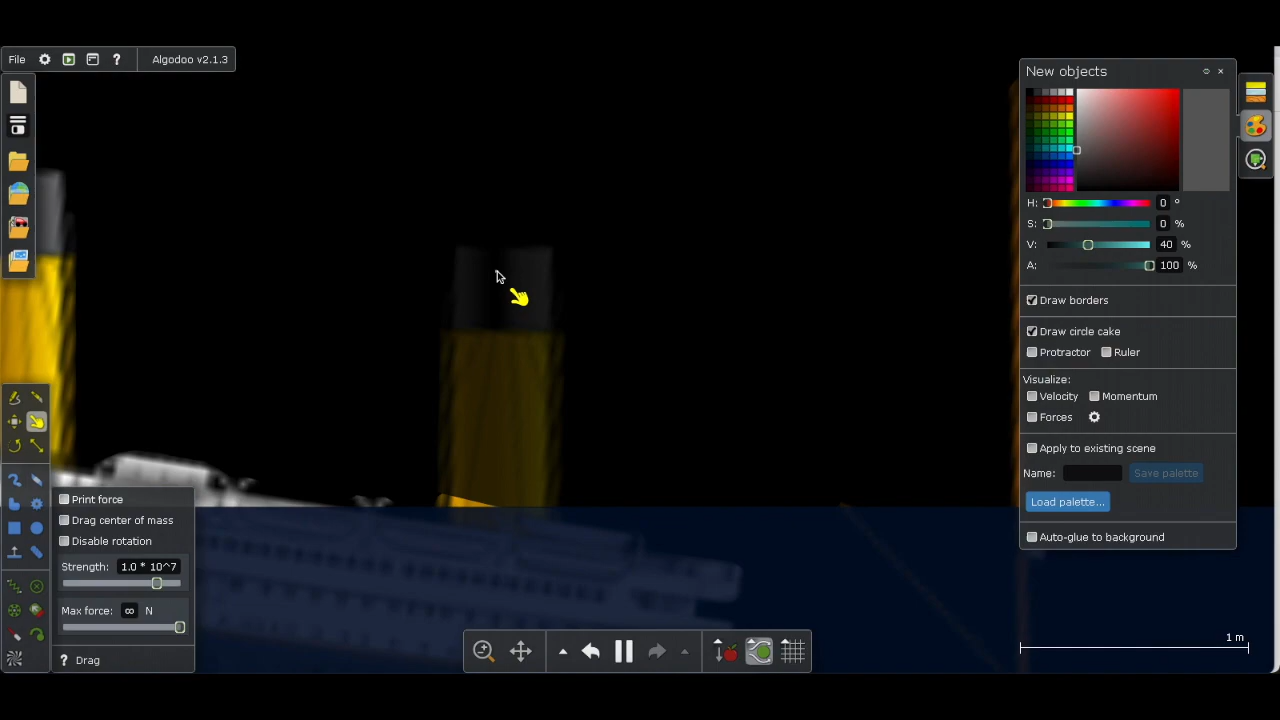 File ? Algodoo v2.1.3
New objects
H: 0 °
S: 0 %
V: 40 %
A: 100 %
Draw borders
Draw circle cake
Protractor Ruler
Visualize:
Velocity Momentum
Forces
Apply to existing scene
Name: Save palette
Load palette...
Auto-glue to background
Print force
Drag center of mass
Disable rotation
Strength: 1.0 * 10^7
Max force: ∞ N
? Drag
1 m